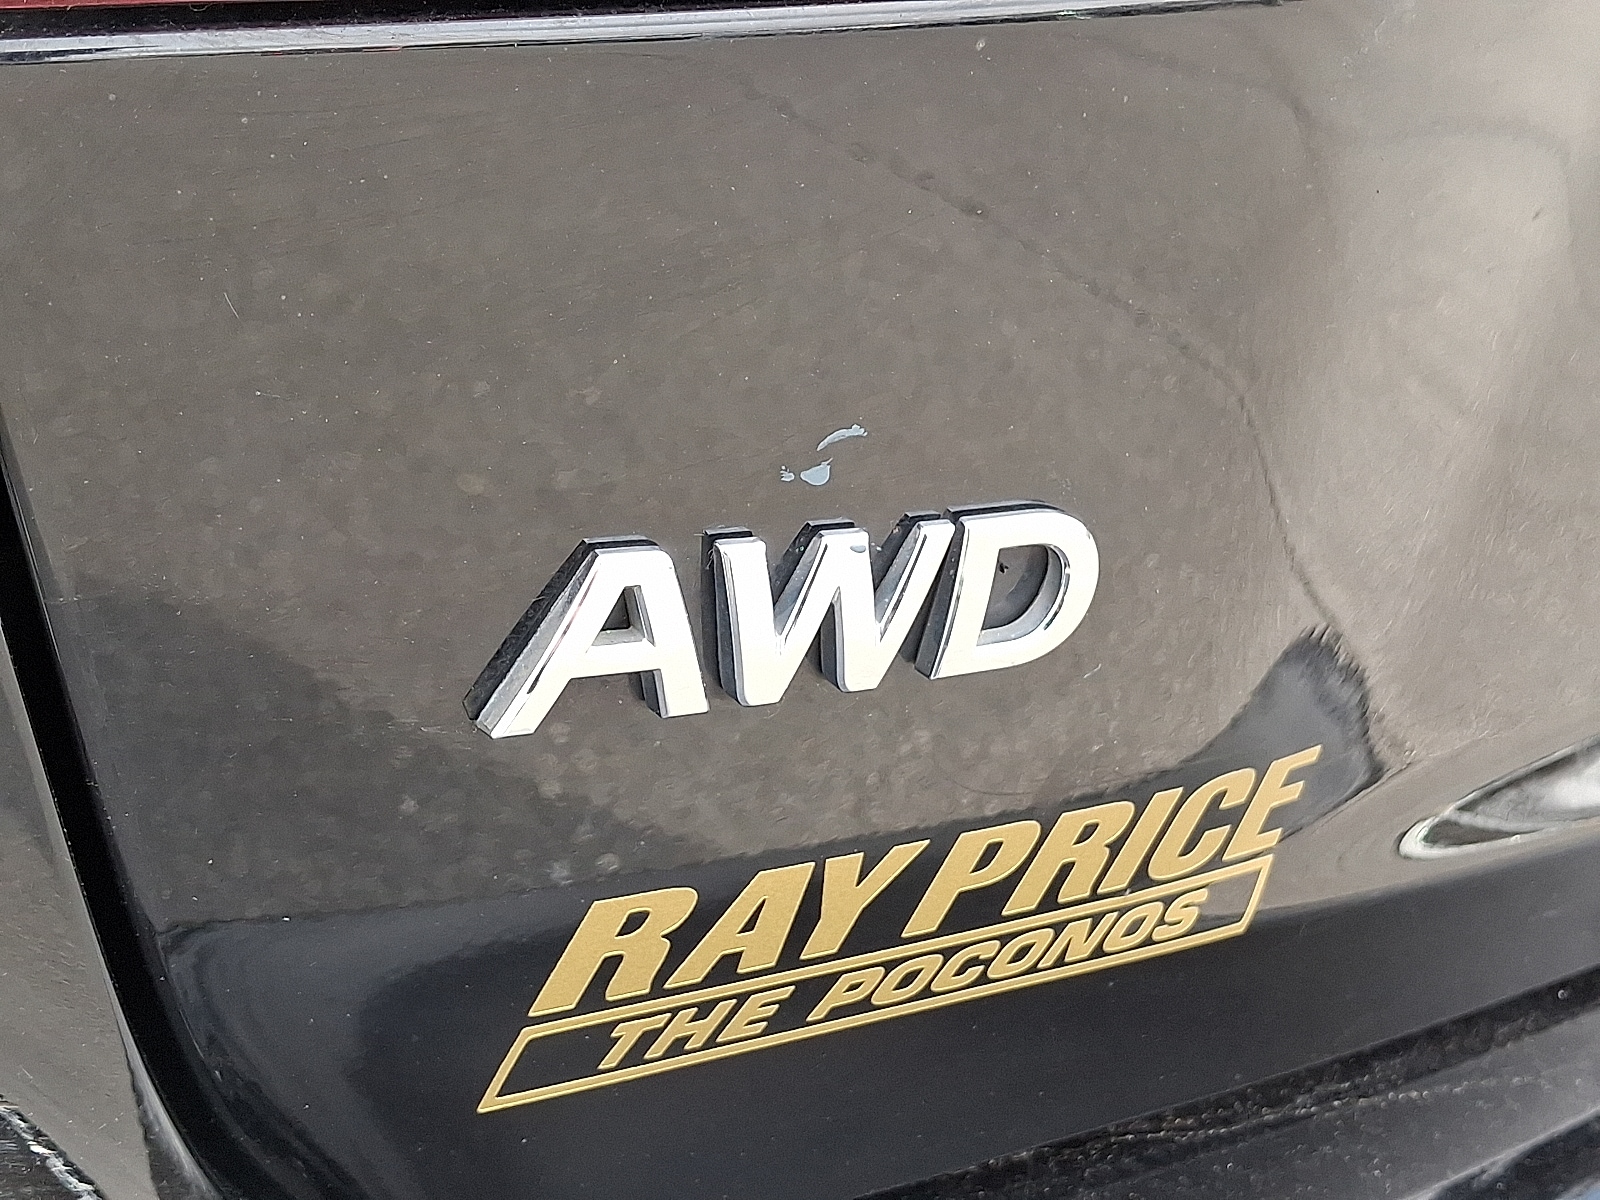 AWD
RAY PRICE
THE POCONOS